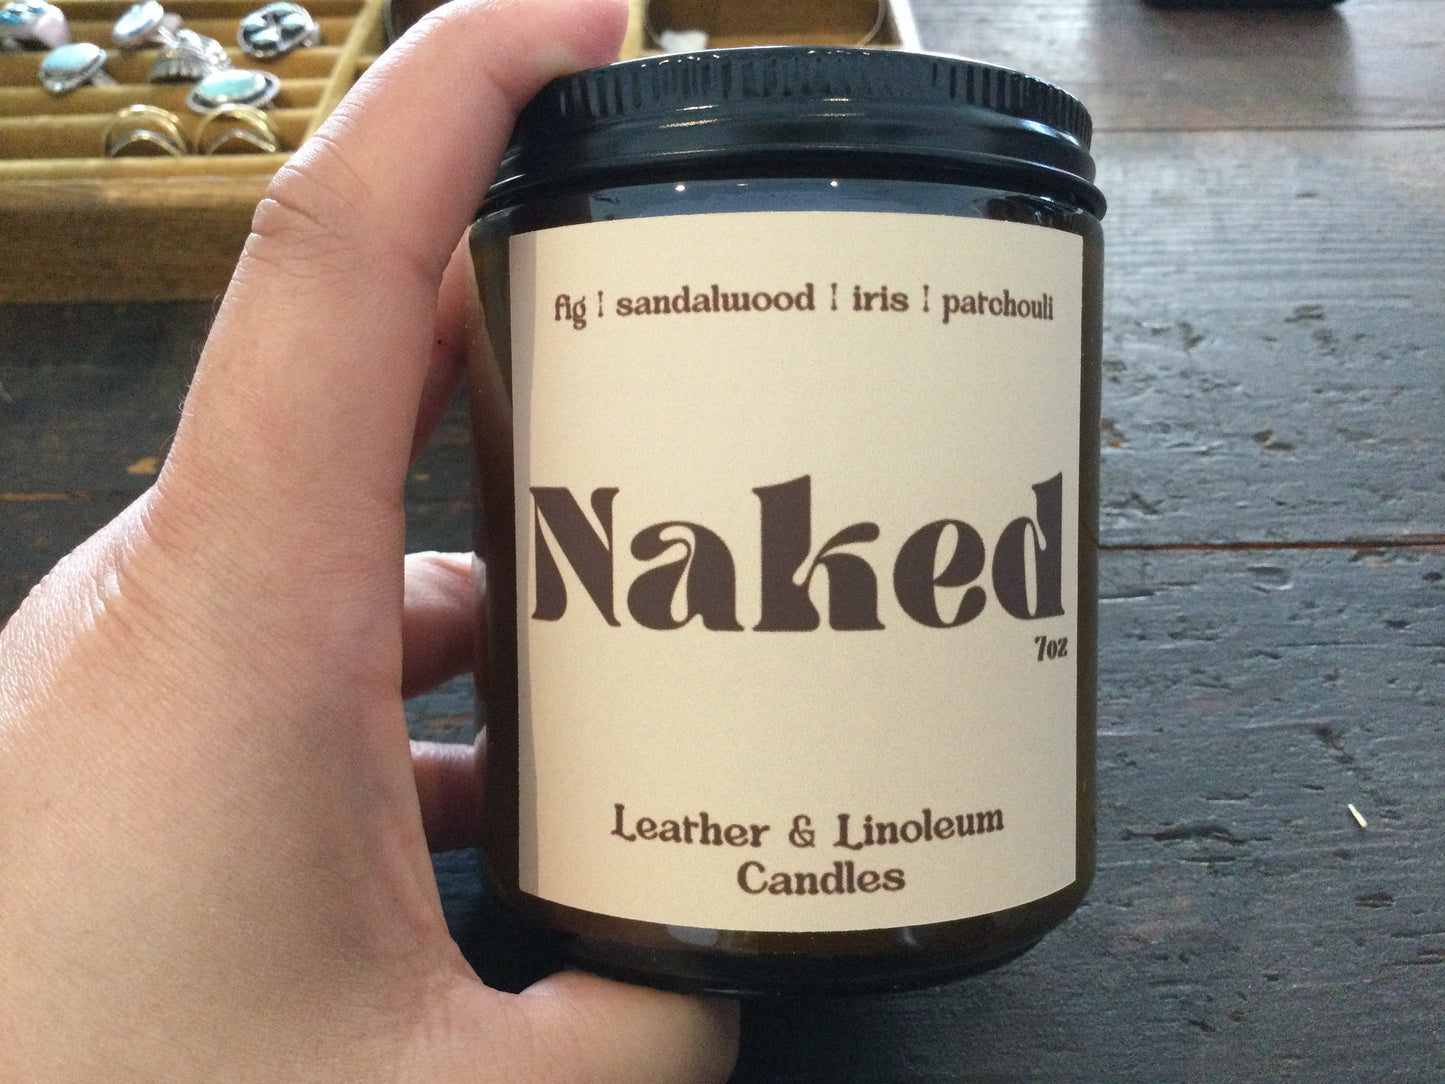 fig | sandalwood | iris | patchouli
Naked
7oz
Leather & Linoleum
Candles